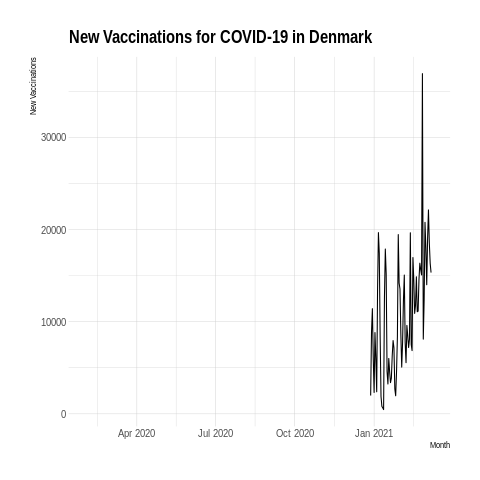 New Vaccinations for COVID-19 in Denmark
New Vaccinations
30000
20000
10000
0
Apr 2020
Jul 2020
Oct 2020
Jan 2021
Month